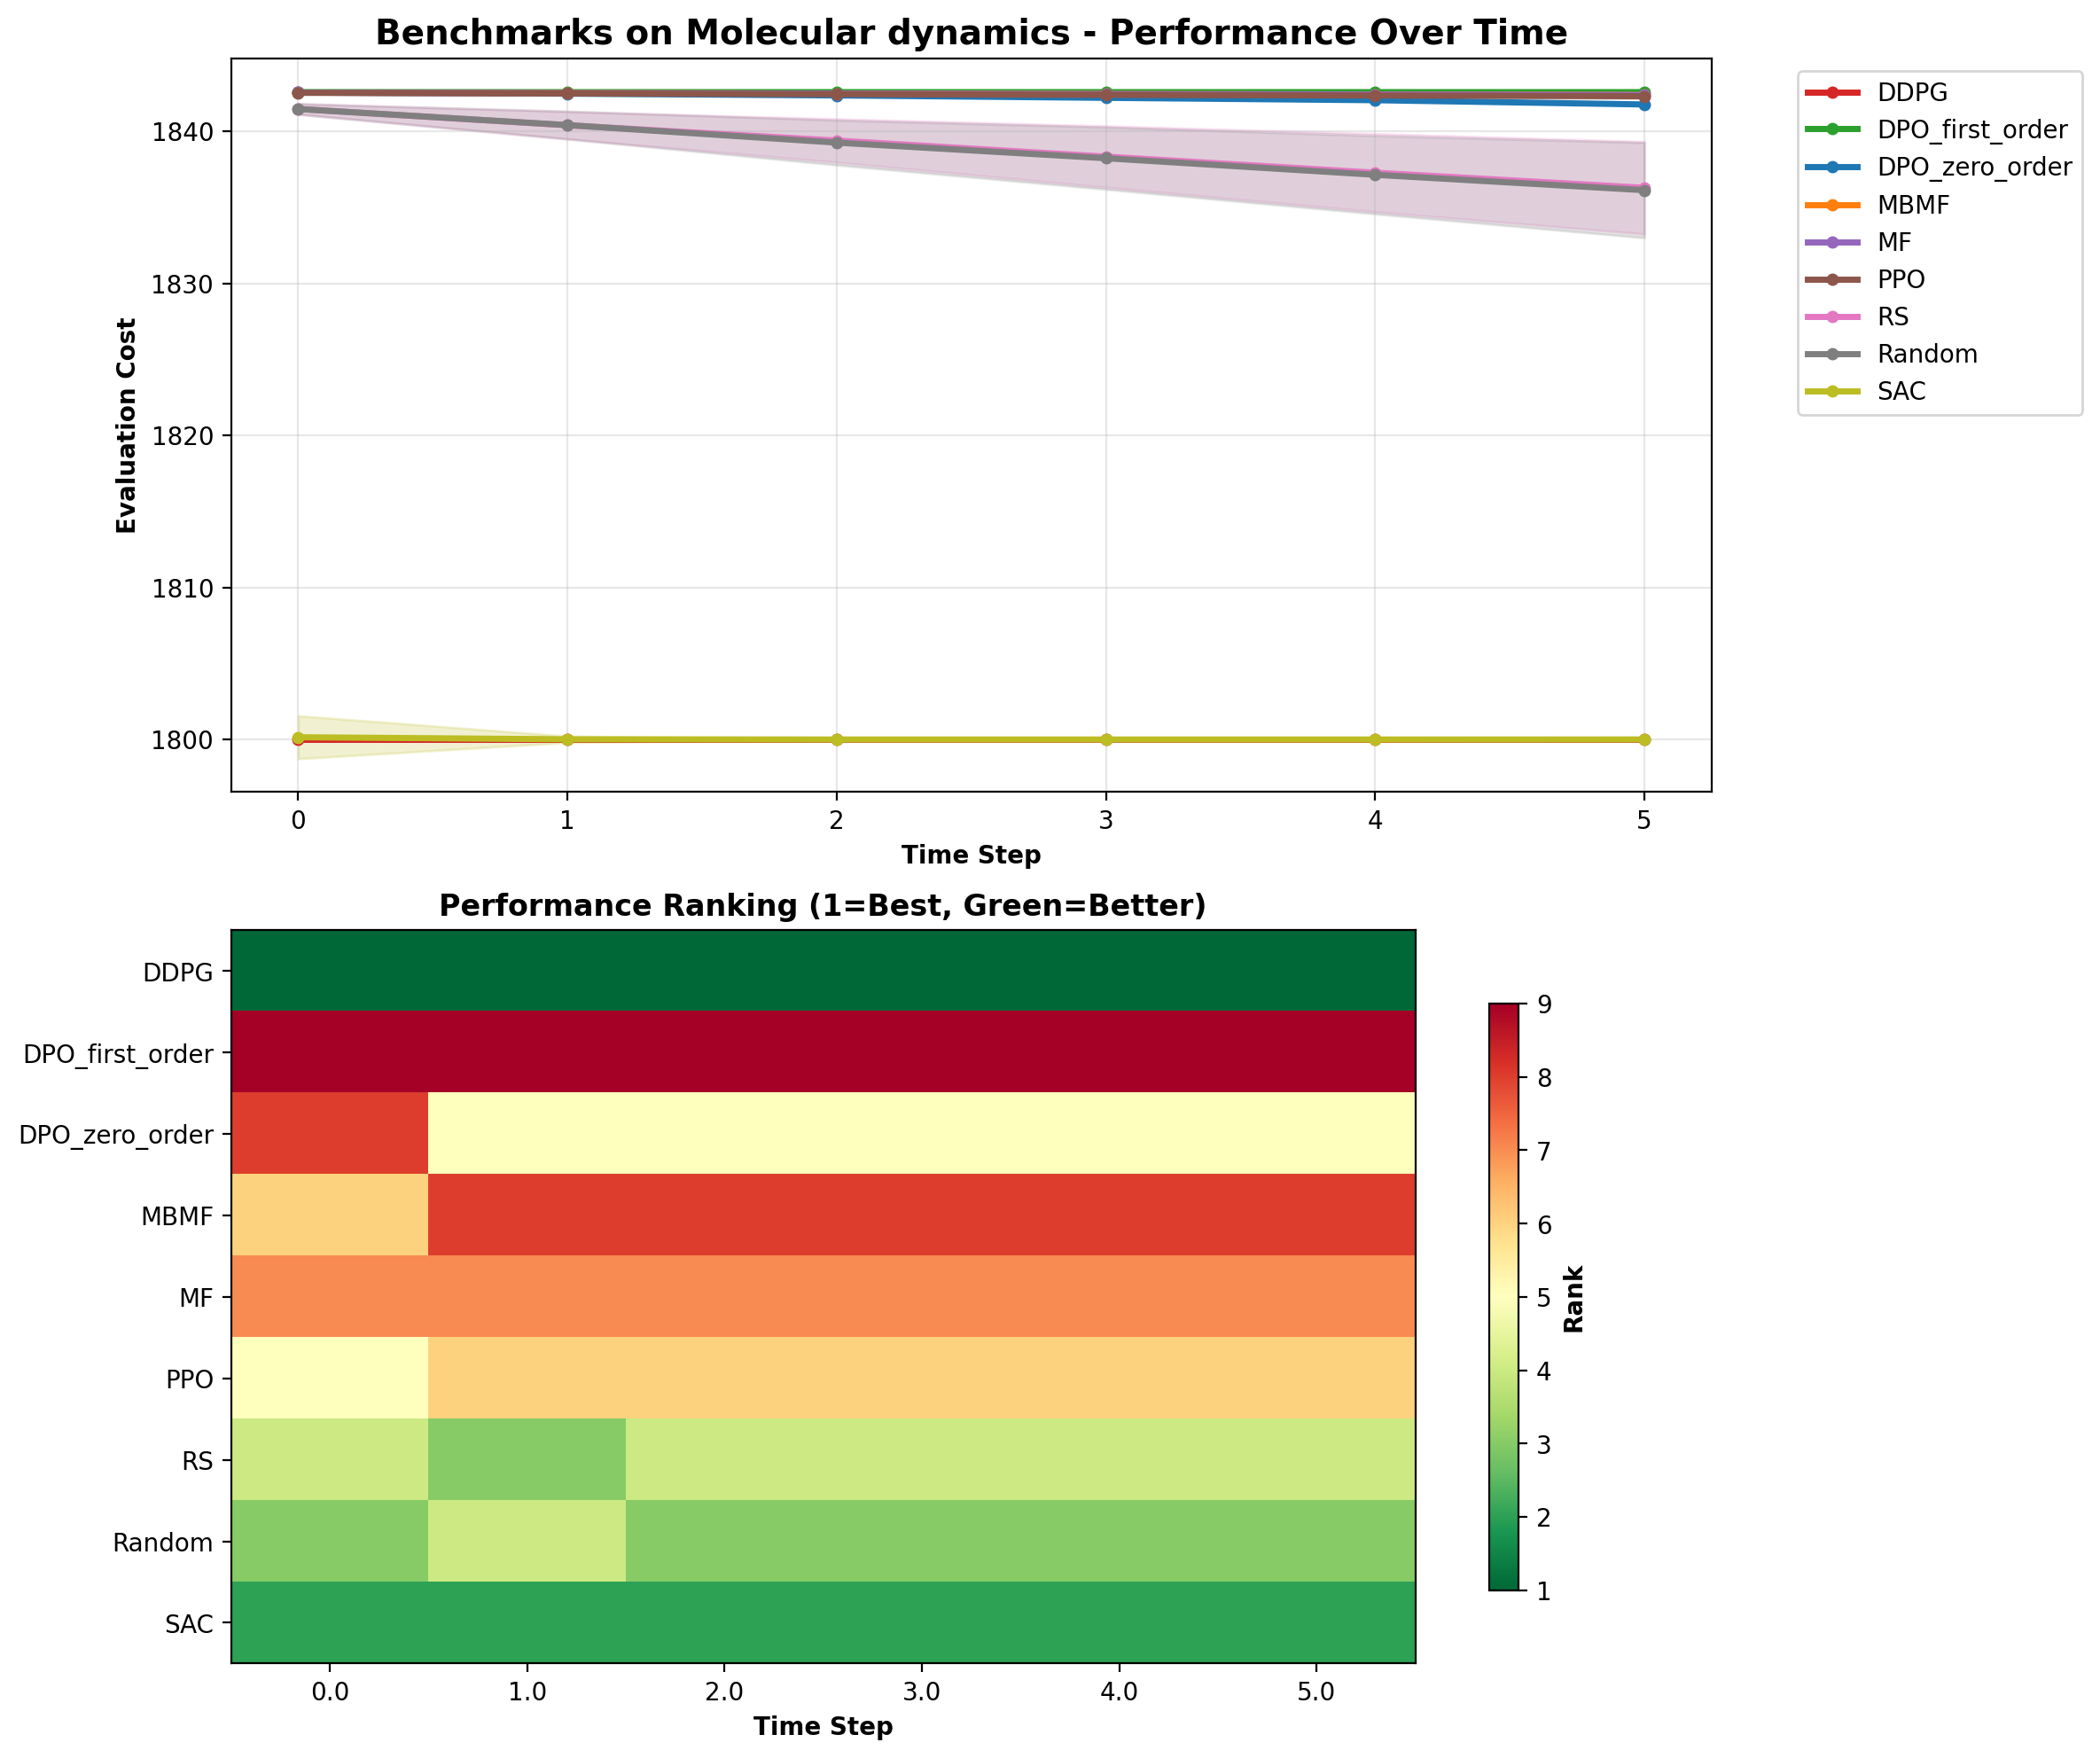 Benchmarks on Molecular dynamics - Performance Over Time
Evaluation Cost
1840
1830
1820
1810
1800
0 1 2 3 4 5
Time Step
DDPG
DPO_first_order
DPO_zero_order
MBMF
MF
PPO
RS
Random
SAC
Performance Ranking (1=Best, Green=Better)
DDPG
DPO_first_order
DPO_zero_order
MBMF
MF
PPO
RS
Random
SAC
0.0 1.0 2.0 3.0 4.0 5.0
Time Step
9
8
7
6
5
4
3
2
1
Rank